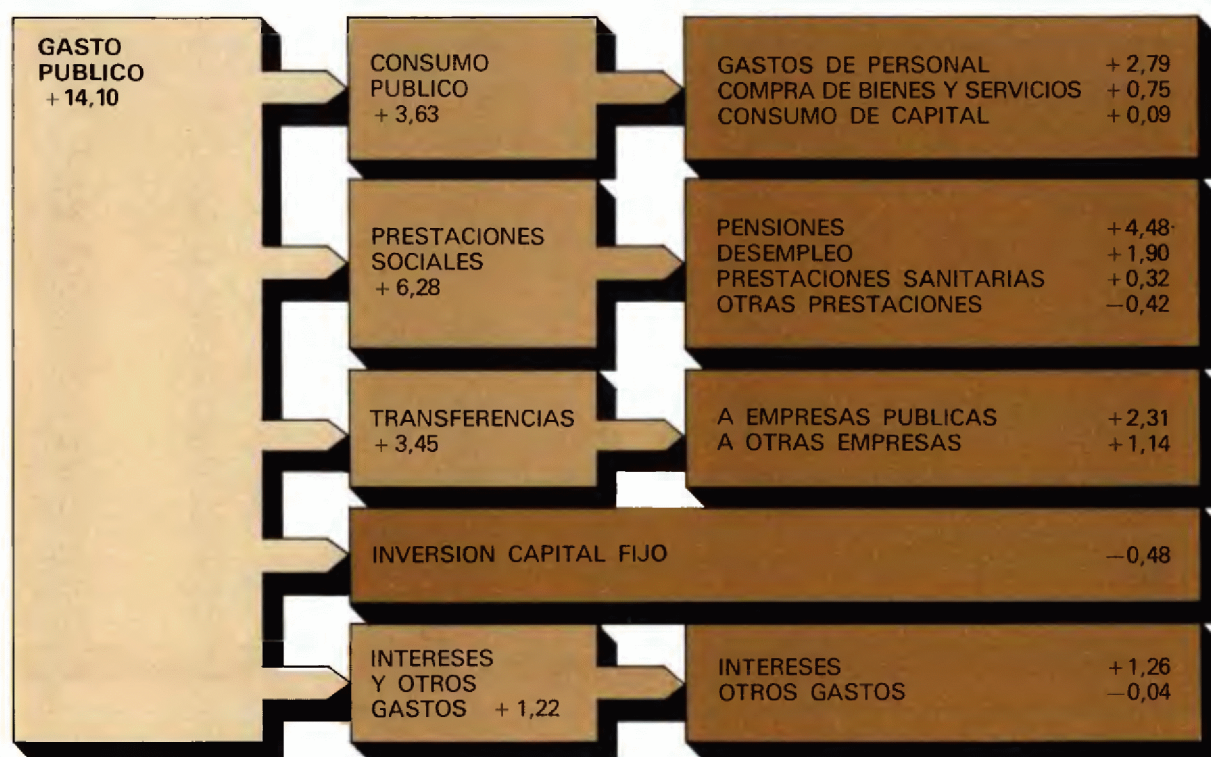 GASTO
PUBLICO
+ 14,10
CONSUMO
PUBLICO
+ 3,63
GASTOS DE PERSONAL + 2,79
COMPRA DE BIENES Y SERVICIOS + 0,75
CONSUMO DE CAPITAL + 0,09
PRESTACIONES
SOCIALES
+ 6,28
PENSIONES +4,48
DESEMPLEO +1,90
PRESTACIONES SANITARIAS +0,32
OTRAS PRESTACIONES —0,42
TRANSFERENCIAS
+ 3,45
A EMPRESAS PUBLICAS +2,31
A OTRAS EMPRESAS +1,14
INVERSION CAPITAL FIJO —0,48
INTERESES
Y OTROS
GASTOS + 1,22
INTERESES +1,26
OTROS GASTOS —0,04